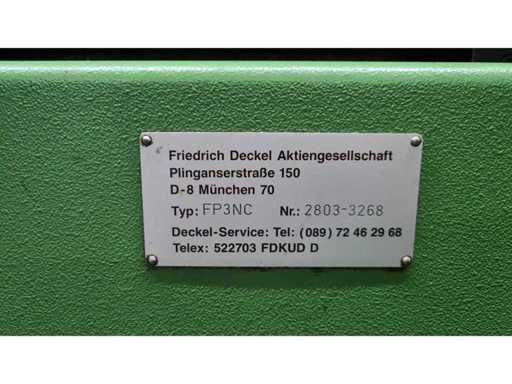 Friedrich Deckel Aktiengesellschaft
Plinganserstraße 150
D-8 München 70
Typ: FP3NC Nr.: 2803-3268
Deckel-Service: Tel: (089) 72 46 29 68
Telex: 522703 FDKUD D